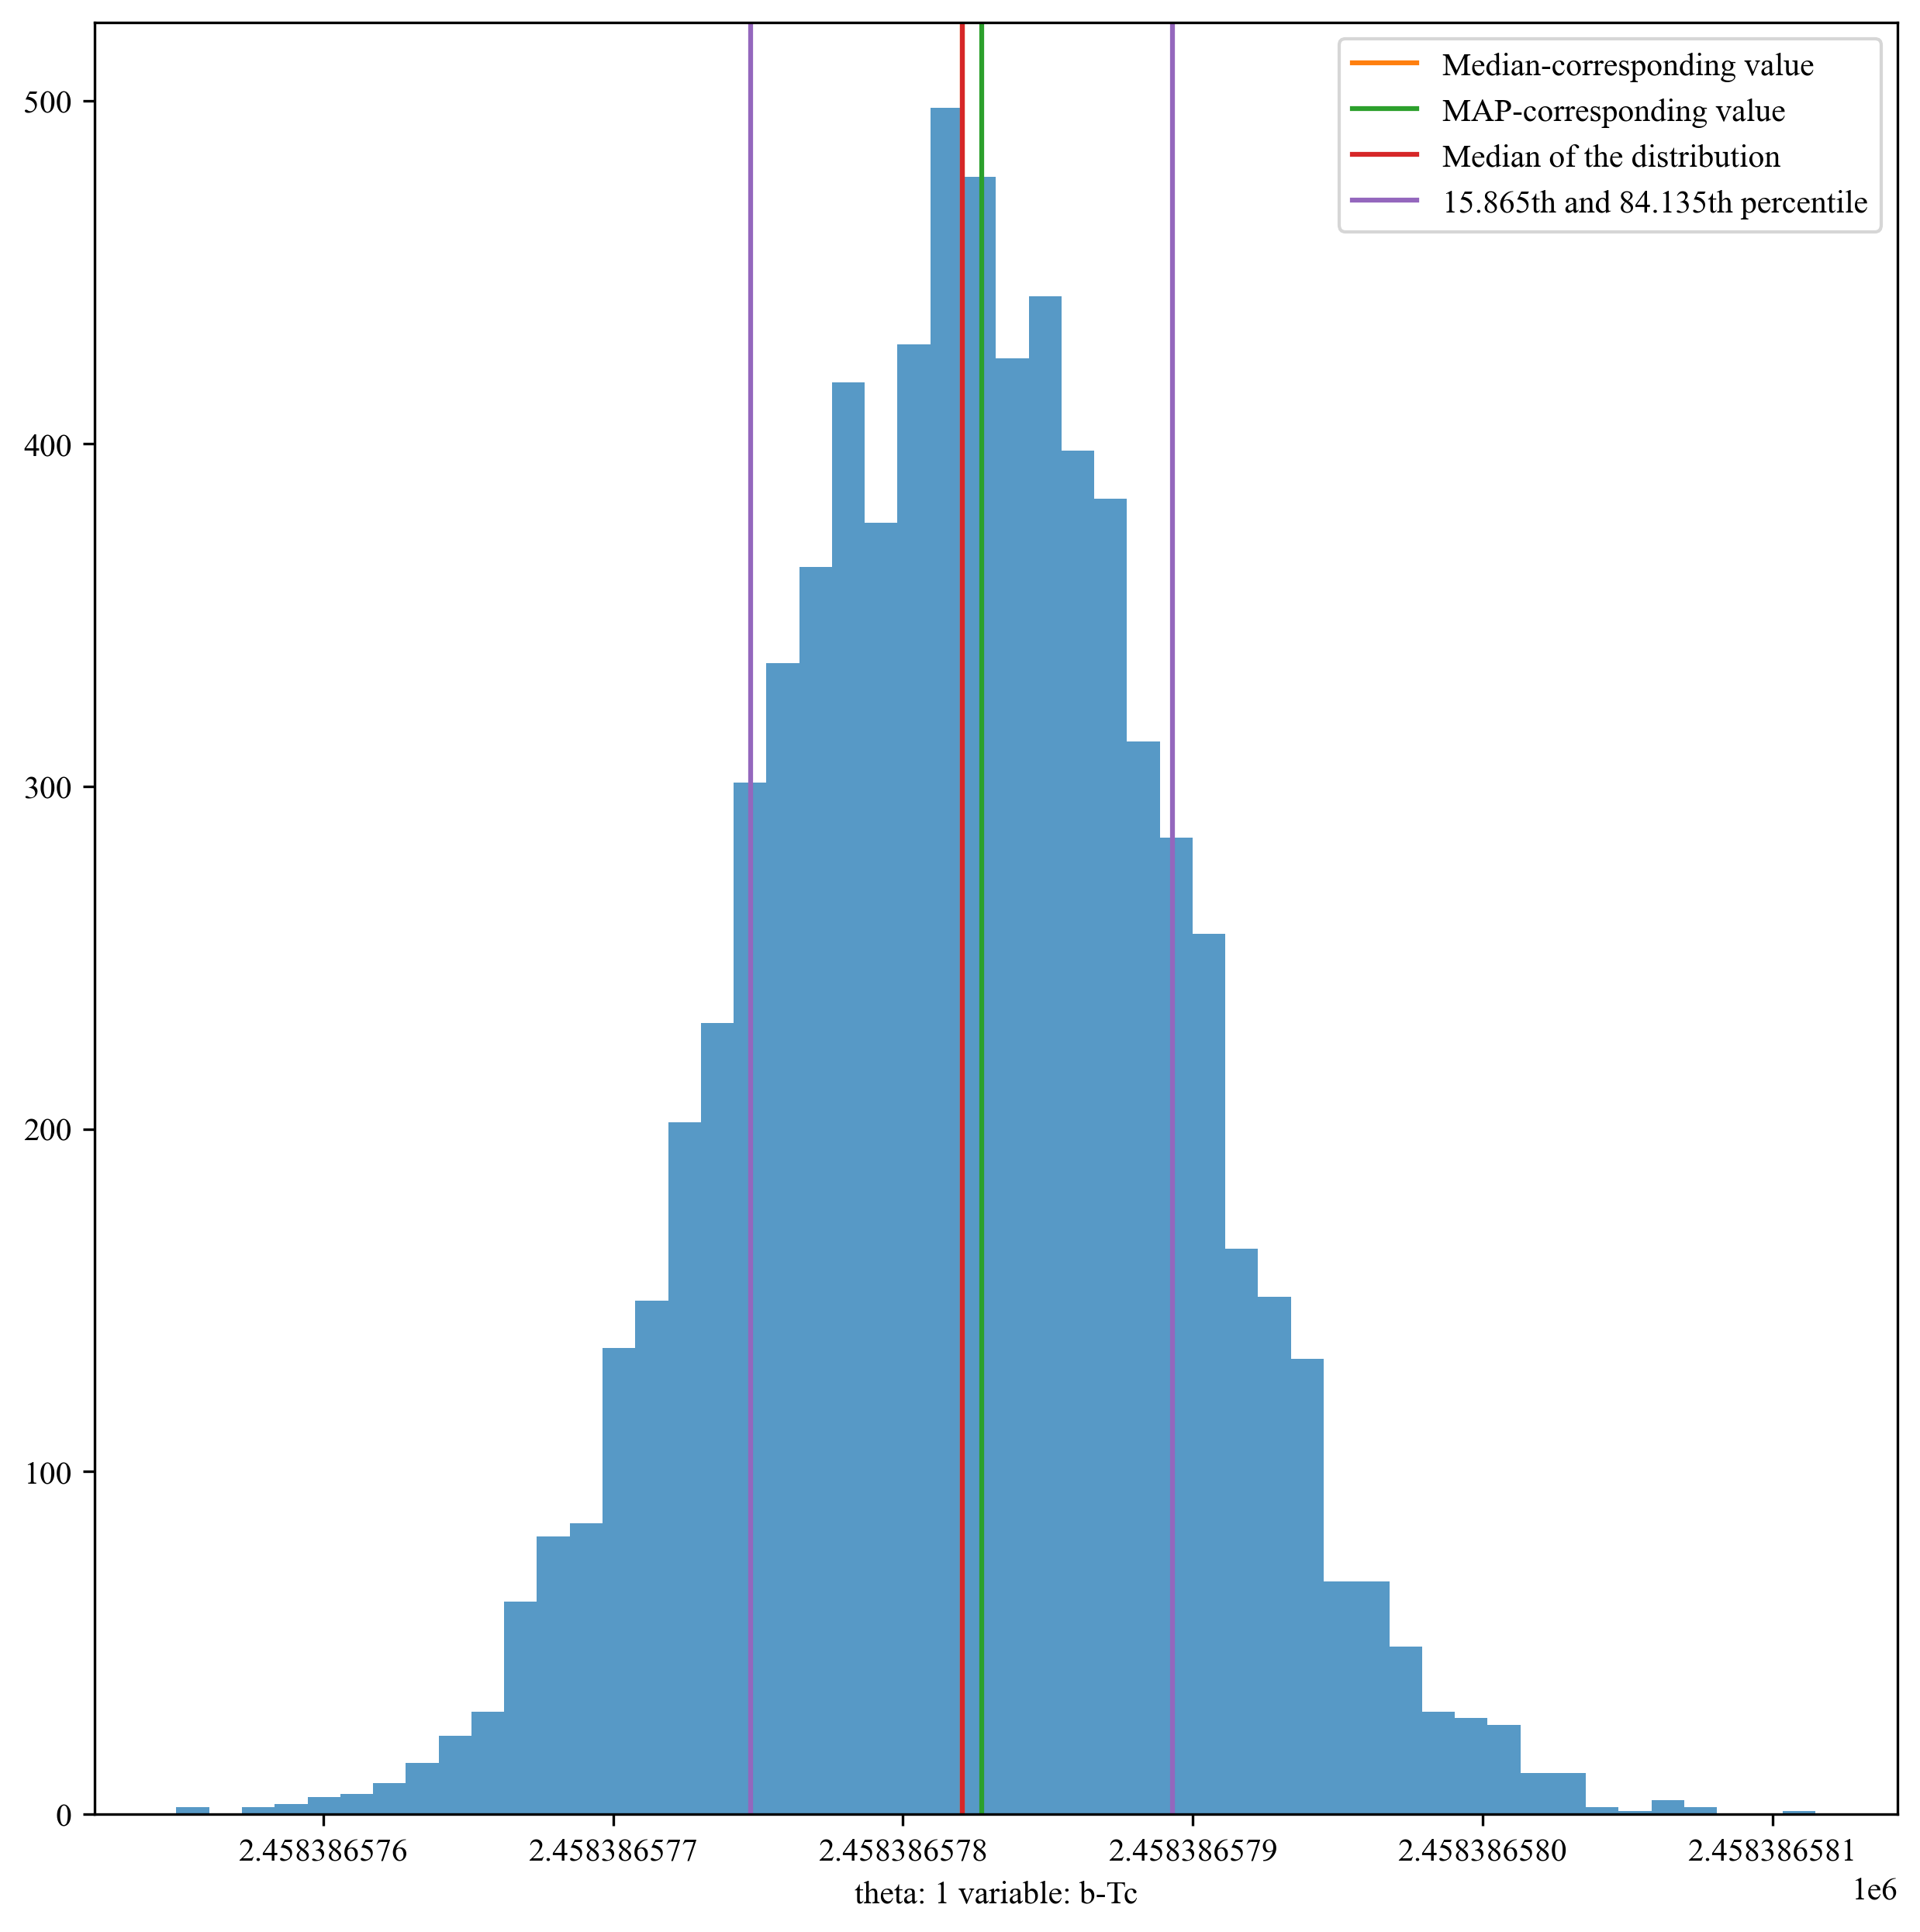 Median-corresponding value
MAP-corresponding value
Median of the distribution
15.865th and 84.135th percentile
500
400
300
200
100
0
2.458386576 2.458386577 2.458386578 2.458386579 2.458386580 2.458386581
1e6
theta: 1 variable: b-Tc